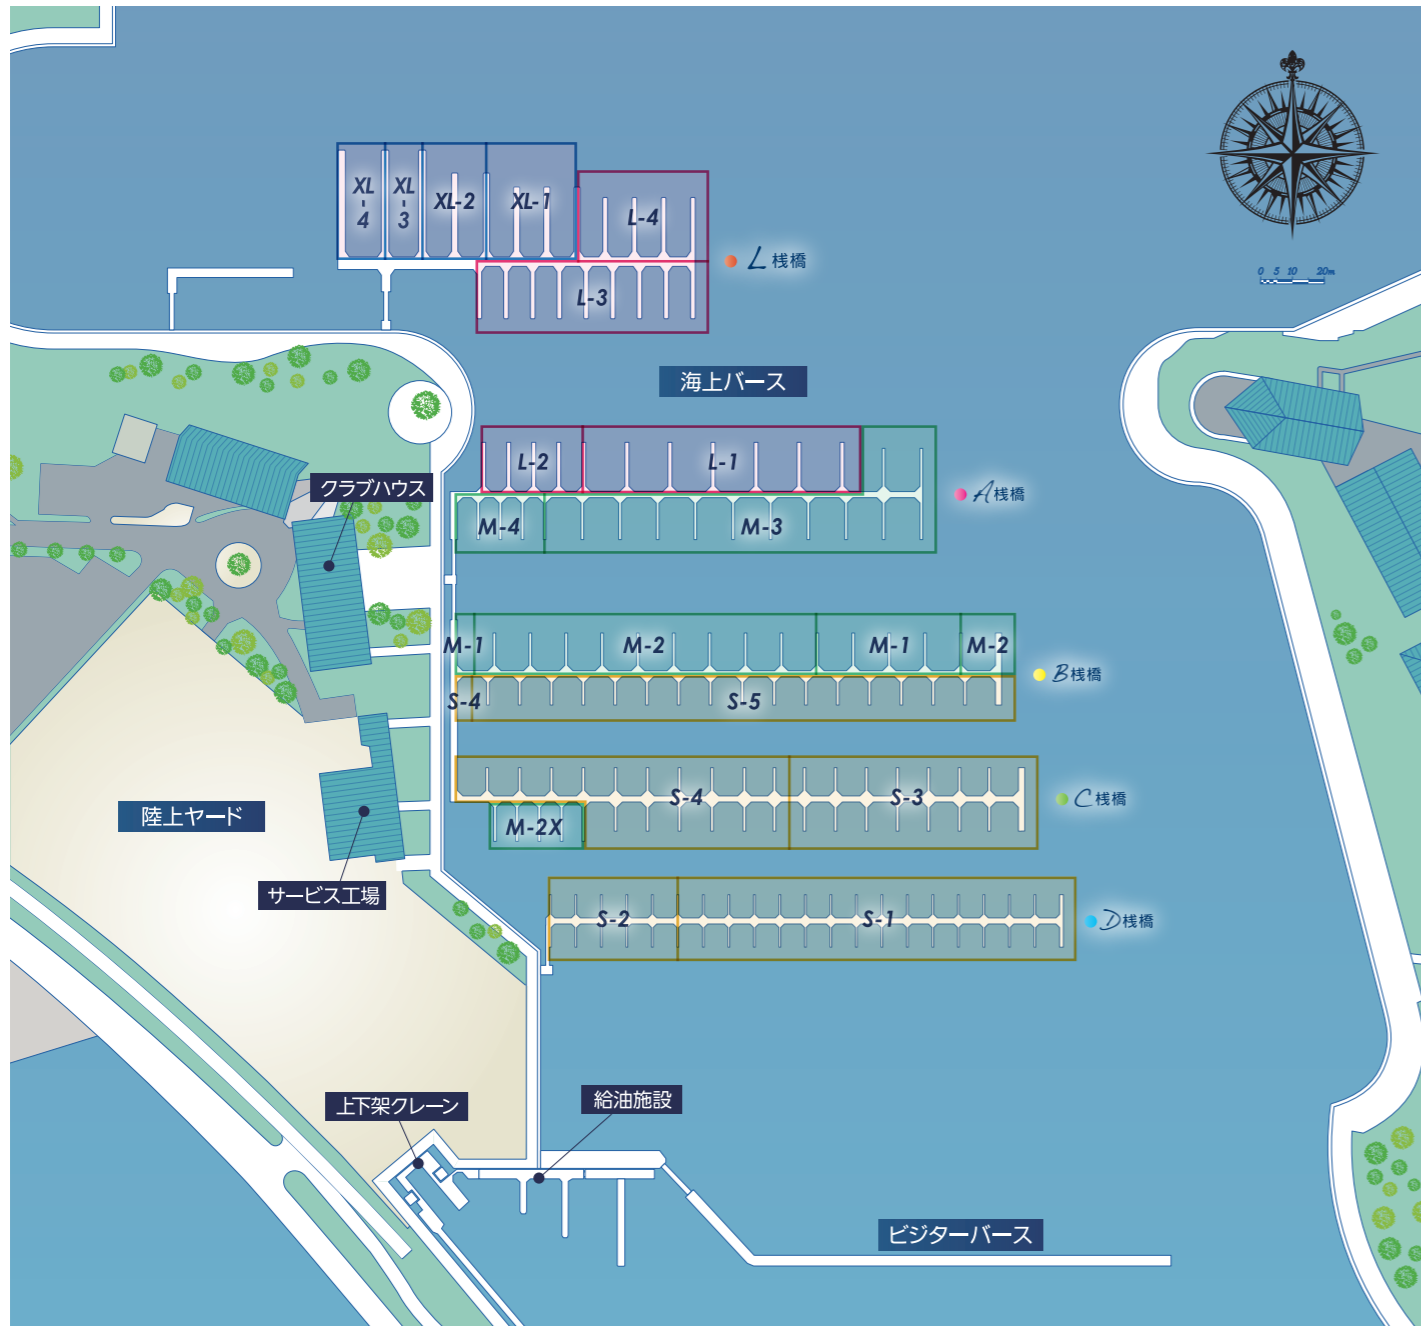 XL-4
XL-3
XL-2
XL-1
L-4
L桟橋
0 5 10 20m
L-3
海上バース
L-2
L-1
クラブハウス
A桟橋
M-4
M-3
M-1
M-2
M-1
M-2
B桟橋
S-4
S-5
S-4
S-3
C桟橋
陸上ヤード
M-2X
サービス工場
S-2
S-1
D桟橋
上下架クレーン
給油施設
ビジターバース